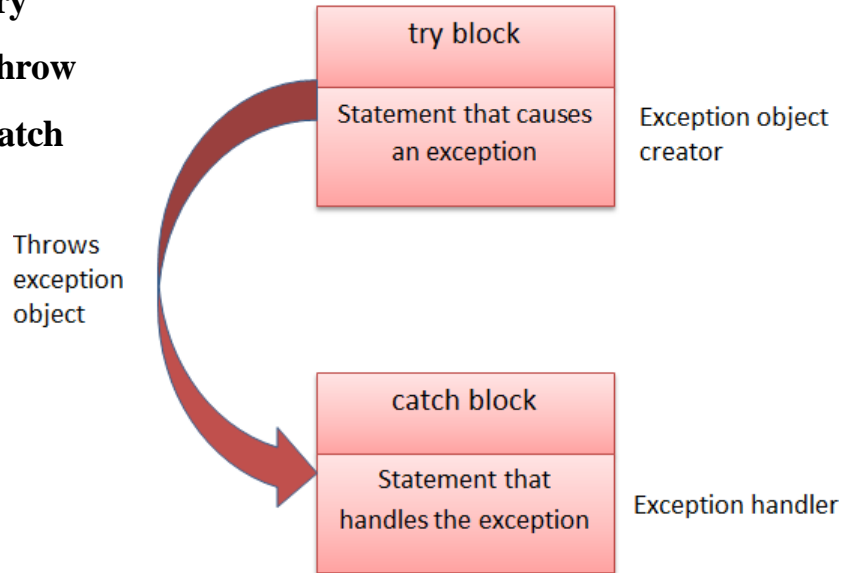 ry
hrow
atch
try block
Statement that causes
an exception
Exception object
creator
Throws
exception
object
catch block
Statement that
handles the exception
Exception handler